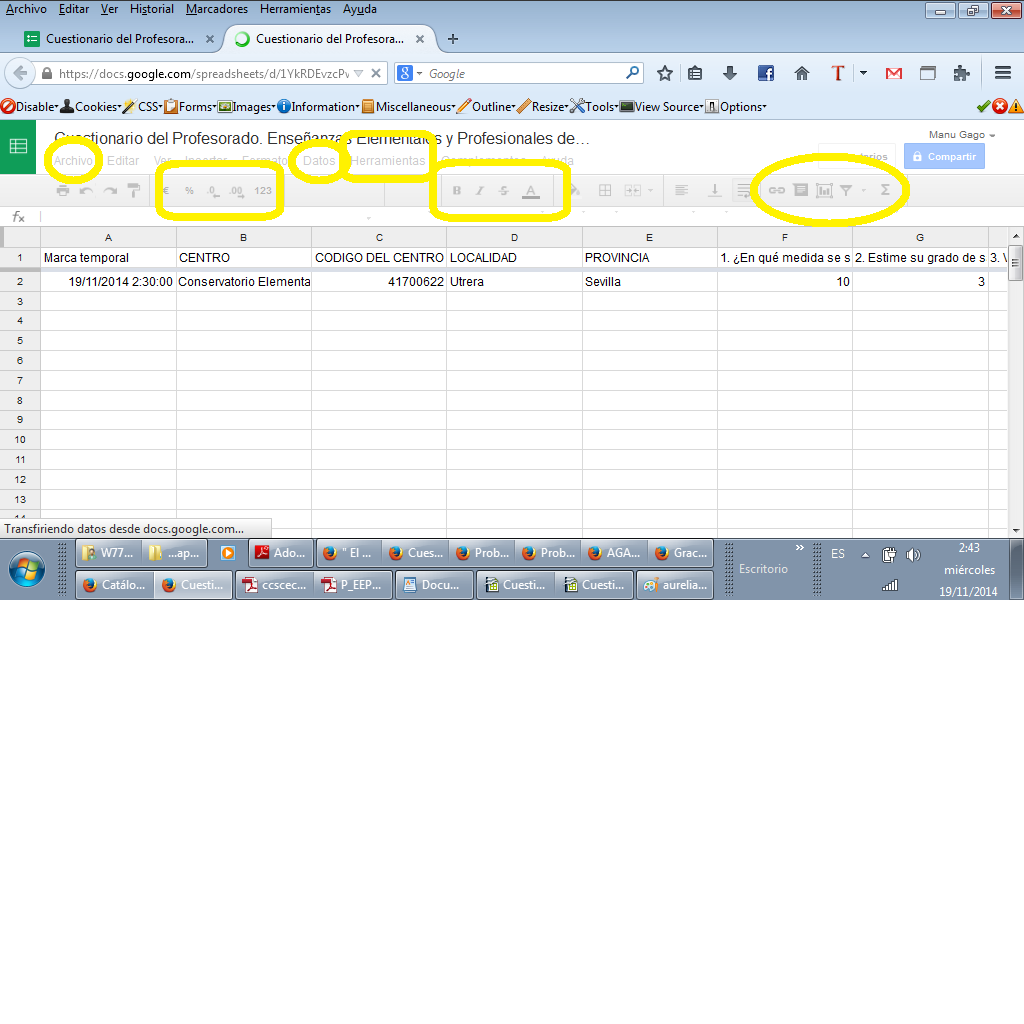 Archivo Editar Ver Historial Marcadores Herramientas Ayuda
Cuestionario del Profesora... × Cuestionario del Profesora... × +
https://docs.google.com/spreadsheets/d/1YkRDEvzcPv Google
Disable Cookies CSS Forms Images Information Miscellaneous Outline Resize Tools View Source Options
Cuestionario del Profesorado. Enseñanzas Elementales y Profesionales de...
Manu Gago
Archivo Editar Ver Insertar Formato Datos Herramientas Complementos Ayuda
Compartir
€ % .0 .00 123 B I S A Σ
fx
A B C D E F G
1 Marca temporal CENTRO CODIGO DEL CENTRO LOCALIDAD PROVINCIA 1. ¿En qué medida se s 2. Estime su grado de s 3. V
2 19/11/2014 2:30:00 Conservatorio Elementa 41700622 Utrera Sevilla 10 3
3
4
5
6
7
8
9
10
11
12
13
Transfiriendo datos desde docs.google.com...
W77... ...ap... Ado... " El ... Cues... Prob... Prob... AGA... Grac...
Escritorio » ES 2:43
miércoles
Catálo... Cuesti... ccscec... P_EEP... Docu... Cuesti... Cuesti... aurelia...
19/11/2014